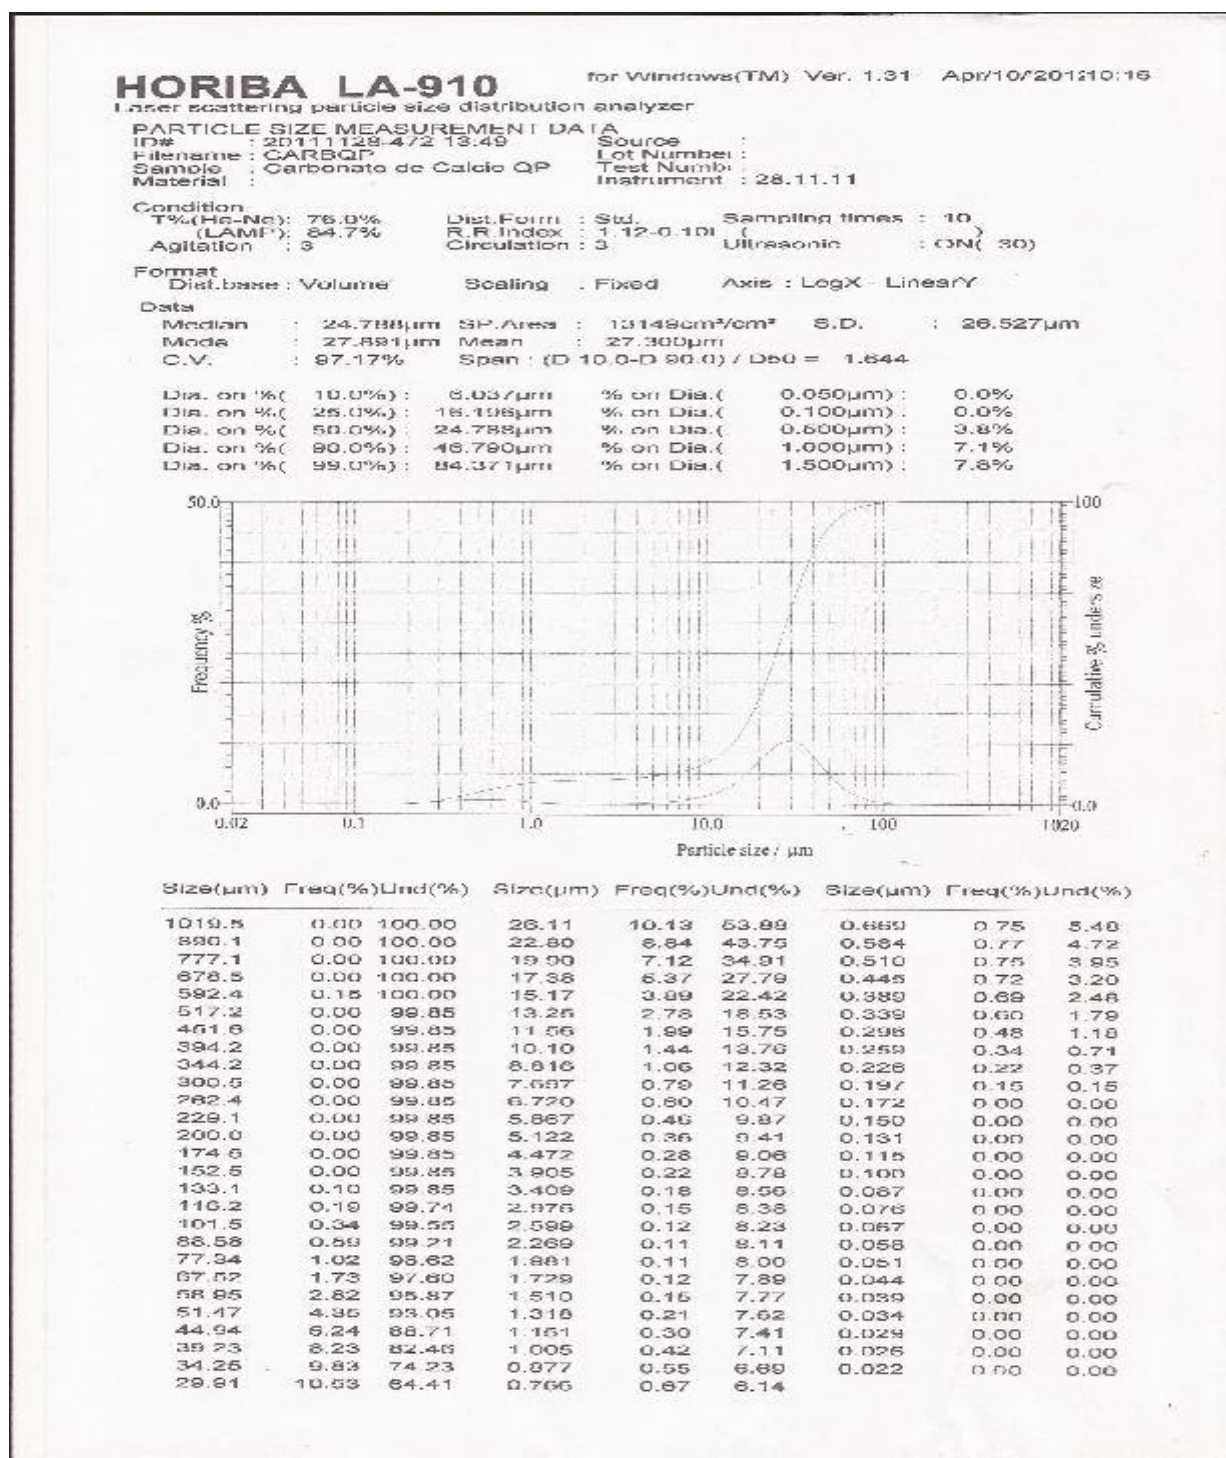 HORIBA LA-910 for Windows(TM) Ver. 1.31 Apr/10/201210:16
Laser scattering particle size distribution analyzer
PARTICLE SIZE MEASUREMENT DATA
ID# : 20111128-472 13:49 Source :
Filename : CARBQP Lot Number :
Sample : Carbonato de Calcio QP Test Numb :
Material : Instrument : 28.11.11
Condition
T%(He-Ne): 76.0% Dist.Form : Std. Sampling times : 10
(LAMP): 84.7% R.R.Index : 1.12-0.10i ( )
Agitation : 3 Circulation : 3 Ultrasonic : ON( 30)
Format
Dist.base : Volume Scaling : Fixed Axis : LogX - LinearY
Data
Median : 24.788μm SP.Area : 13149cm²/cm³ S.D. : 26.527μm
Mode : 27.891μm Mean : 27.300μm
C.V. : 97.17% Span : (D 10.0-D 90.0) / D50 = 1.644
Dia. on %( 10.0%) : 6.037μm % on Dia.( 0.050μm) : 0.0%
Dia. on %( 25.0%) : 16.196μm % on Dia.( 0.100μm) : 0.0%
Dia. on %( 50.0%) : 24.788μm % on Dia.( 0.500μm) : 3.8%
Dia. on %( 90.0%) : 46.790μm % on Dia.( 1.000μm) : 7.1%
Dia. on %( 99.0%) : 84.371μm % on Dia.( 1.500μm) : 7.8%
50.0 100
Frequency %
Cumulative % undersize
0.0 0.0
0.02 0.1 1.0 10.0 100 1020
Particle size / μm
Size(μm) Freq(%) Und(%) Size(μm) Freq(%) Und(%) Size(μm) Freq(%) Und(%)
1019.5 0.00 100.00 26.11 10.13 53.88 0.669 0.75 5.48
890.1 0.00 100.00 22.80 8.84 43.75 0.584 0.77 4.72
777.1 0.00 100.00 19.90 7.12 34.91 0.510 0.75 3.95
678.5 0.00 100.00 17.38 5.37 27.79 0.445 0.72 3.20
592.4 0.15 100.00 15.17 3.89 22.42 0.389 0.69 2.48
517.2 0.00 99.85 13.25 2.78 18.53 0.339 0.60 1.79
451.6 0.00 99.85 11.56 1.99 15.75 0.296 0.48 1.18
394.2 0.00 99.85 10.10 1.44 13.76 0.259 0.34 0.71
344.2 0.00 99.85 8.816 1.06 12.32 0.226 0.22 0.37
300.5 0.00 99.85 7.697 0.79 11.26 0.197 0.15 0.15
262.4 0.00 99.85 6.720 0.60 10.47 0.172 0.00 0.00
229.1 0.00 99.85 5.867 0.46 9.87 0.150 0.00 0.00
200.0 0.00 99.85 5.122 0.36 9.41 0.131 0.00 0.00
174.6 0.00 99.85 4.472 0.28 9.06 0.115 0.00 0.00
152.5 0.00 99.85 3.905 0.22 8.78 0.100 0.00 0.00
133.1 0.10 99.85 3.409 0.18 8.56 0.087 0.00 0.00
116.2 0.19 99.74 2.976 0.15 8.38 0.076 0.00 0.00
101.5 0.34 99.55 2.599 0.12 8.23 0.067 0.00 0.00
88.58 0.59 99.21 2.269 0.11 8.11 0.058 0.00 0.00
77.34 1.02 98.62 1.981 0.11 8.00 0.051 0.00 0.00
67.52 1.73 97.60 1.729 0.12 7.89 0.044 0.00 0.00
58.95 2.82 95.87 1.510 0.15 7.77 0.039 0.00 0.00
51.47 4.35 93.05 1.318 0.21 7.62 0.034 0.00 0.00
44.94 6.24 88.71 1.151 0.30 7.41 0.029 0.00 0.00
39.23 8.23 82.46 1.005 0.42 7.11 0.026 0.00 0.00
34.25 9.83 74.23 0.877 0.55 6.69 0.022 0.00 0.00
29.91 10.53 64.41 0.766 0.67 6.14